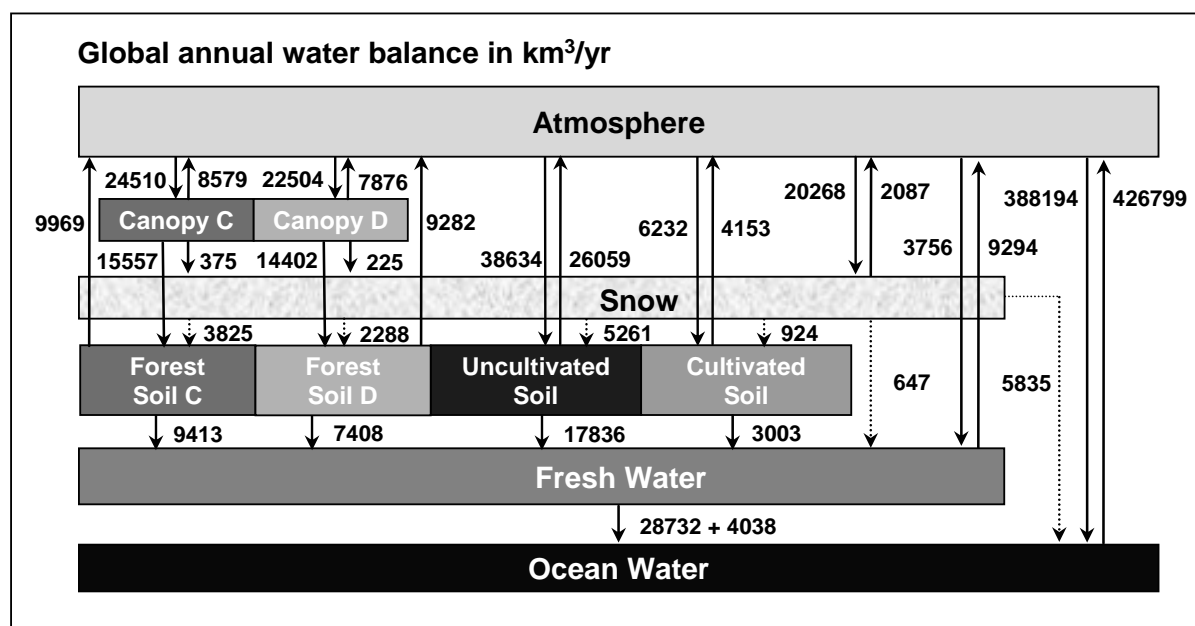 Global annual water balance in km³/yr
Atmosphere
24510 8579 22504 7876 20268 2087 388194 426799
9969 Canopy C Canopy D 9282 6232 4153 3756 9294
15557 375 14402 225 38634 26059
Snow
3825 2288 5261 924
Forest Soil C
Forest Soil D
Uncultivated Soil
Cultivated Soil
647 5835
9413 7408 17836 3003
Fresh Water
28732 + 4038
Ocean Water